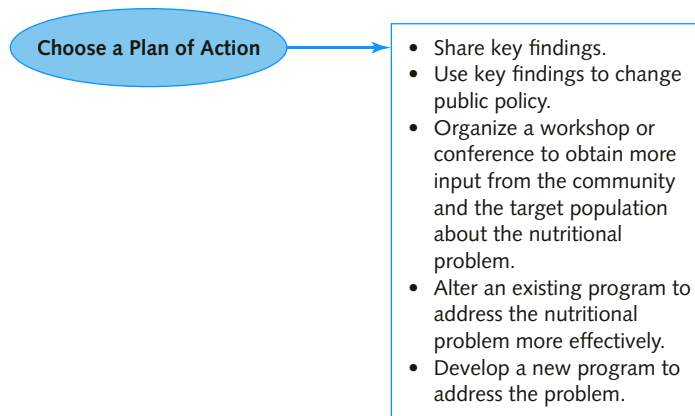 Choose a Plan of Action
• Share key findings.
• Use key findings to change
public policy.
• Organize a workshop or
conference to obtain more
input from the community
and the target population
about the nutritional
problem.
• Alter an existing program to
address the nutritional
problem more effectively.
• Develop a new program to
address the problem.